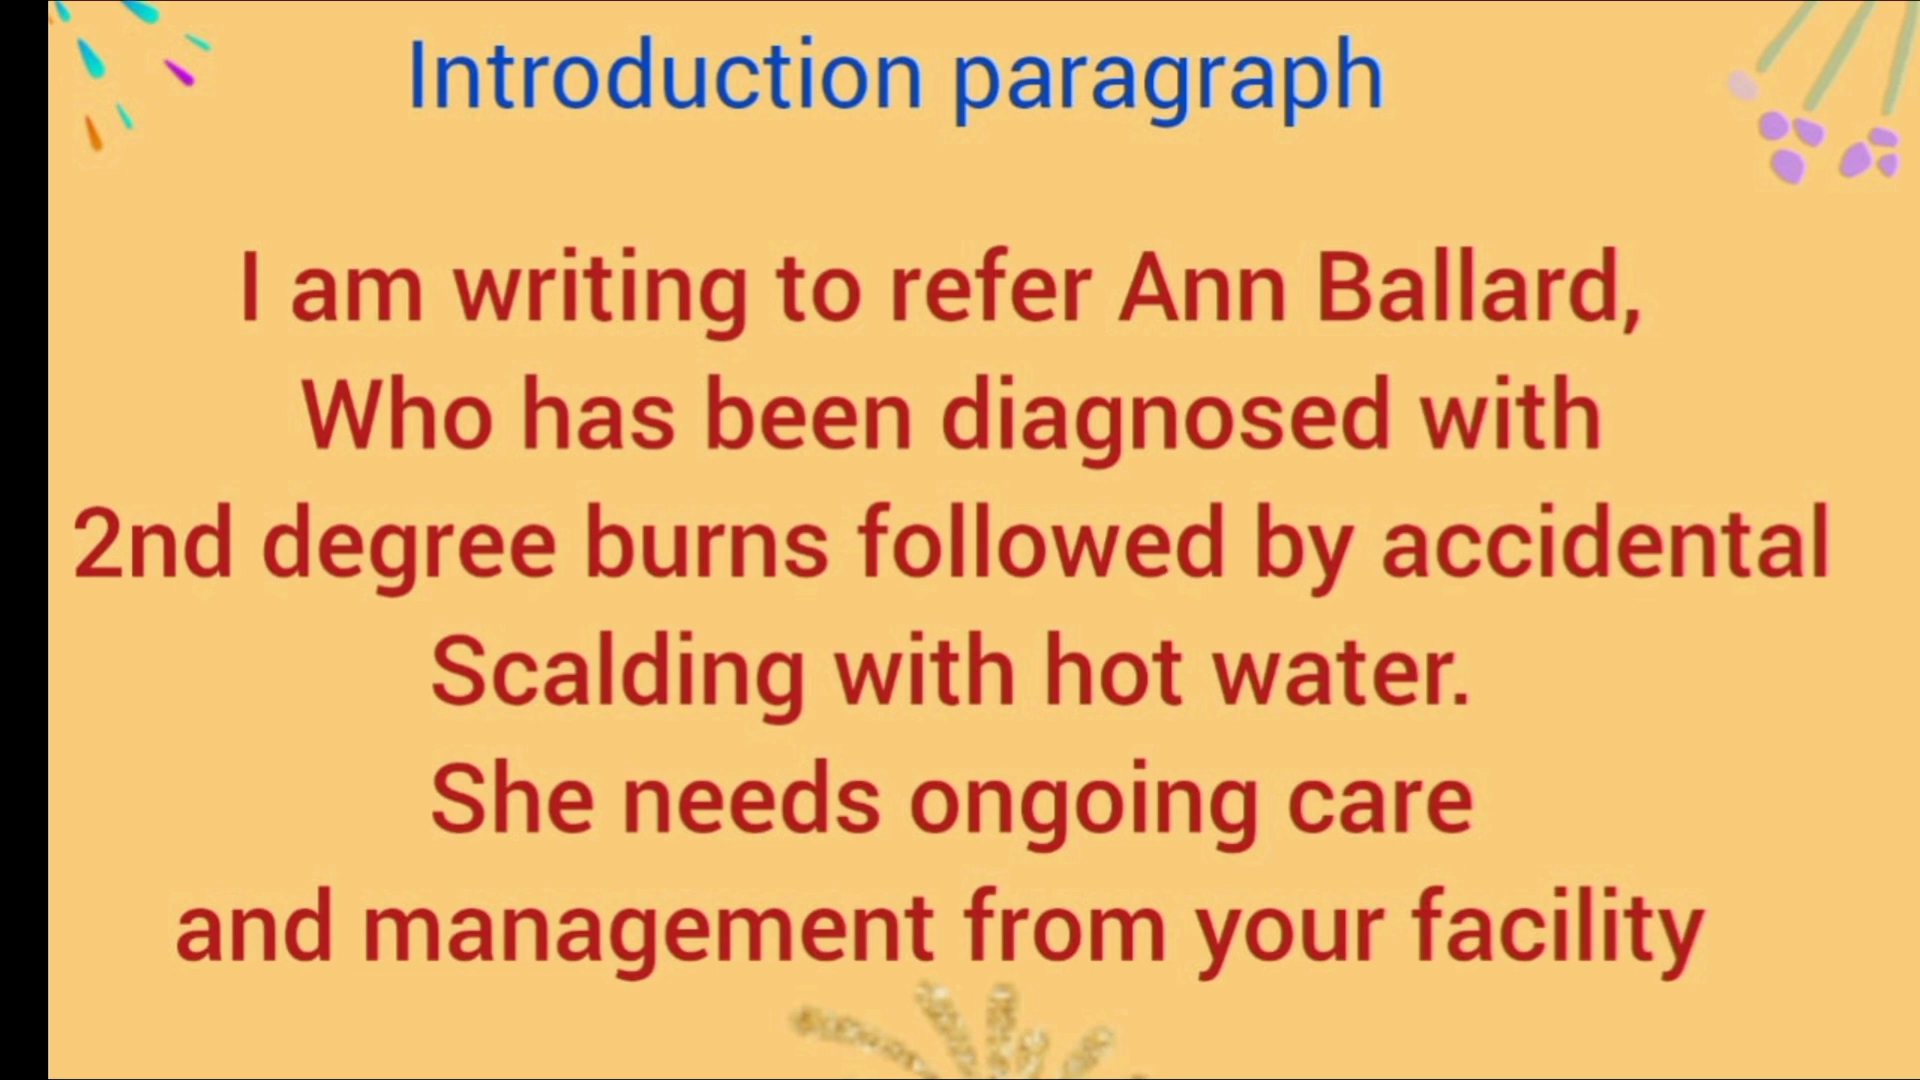 Introduction paragraph
I am writing to refer Ann Ballard,
Who has been diagnosed with
2nd degree burns followed by accidental
Scalding with hot water.
She needs ongoing care
and management from your facility